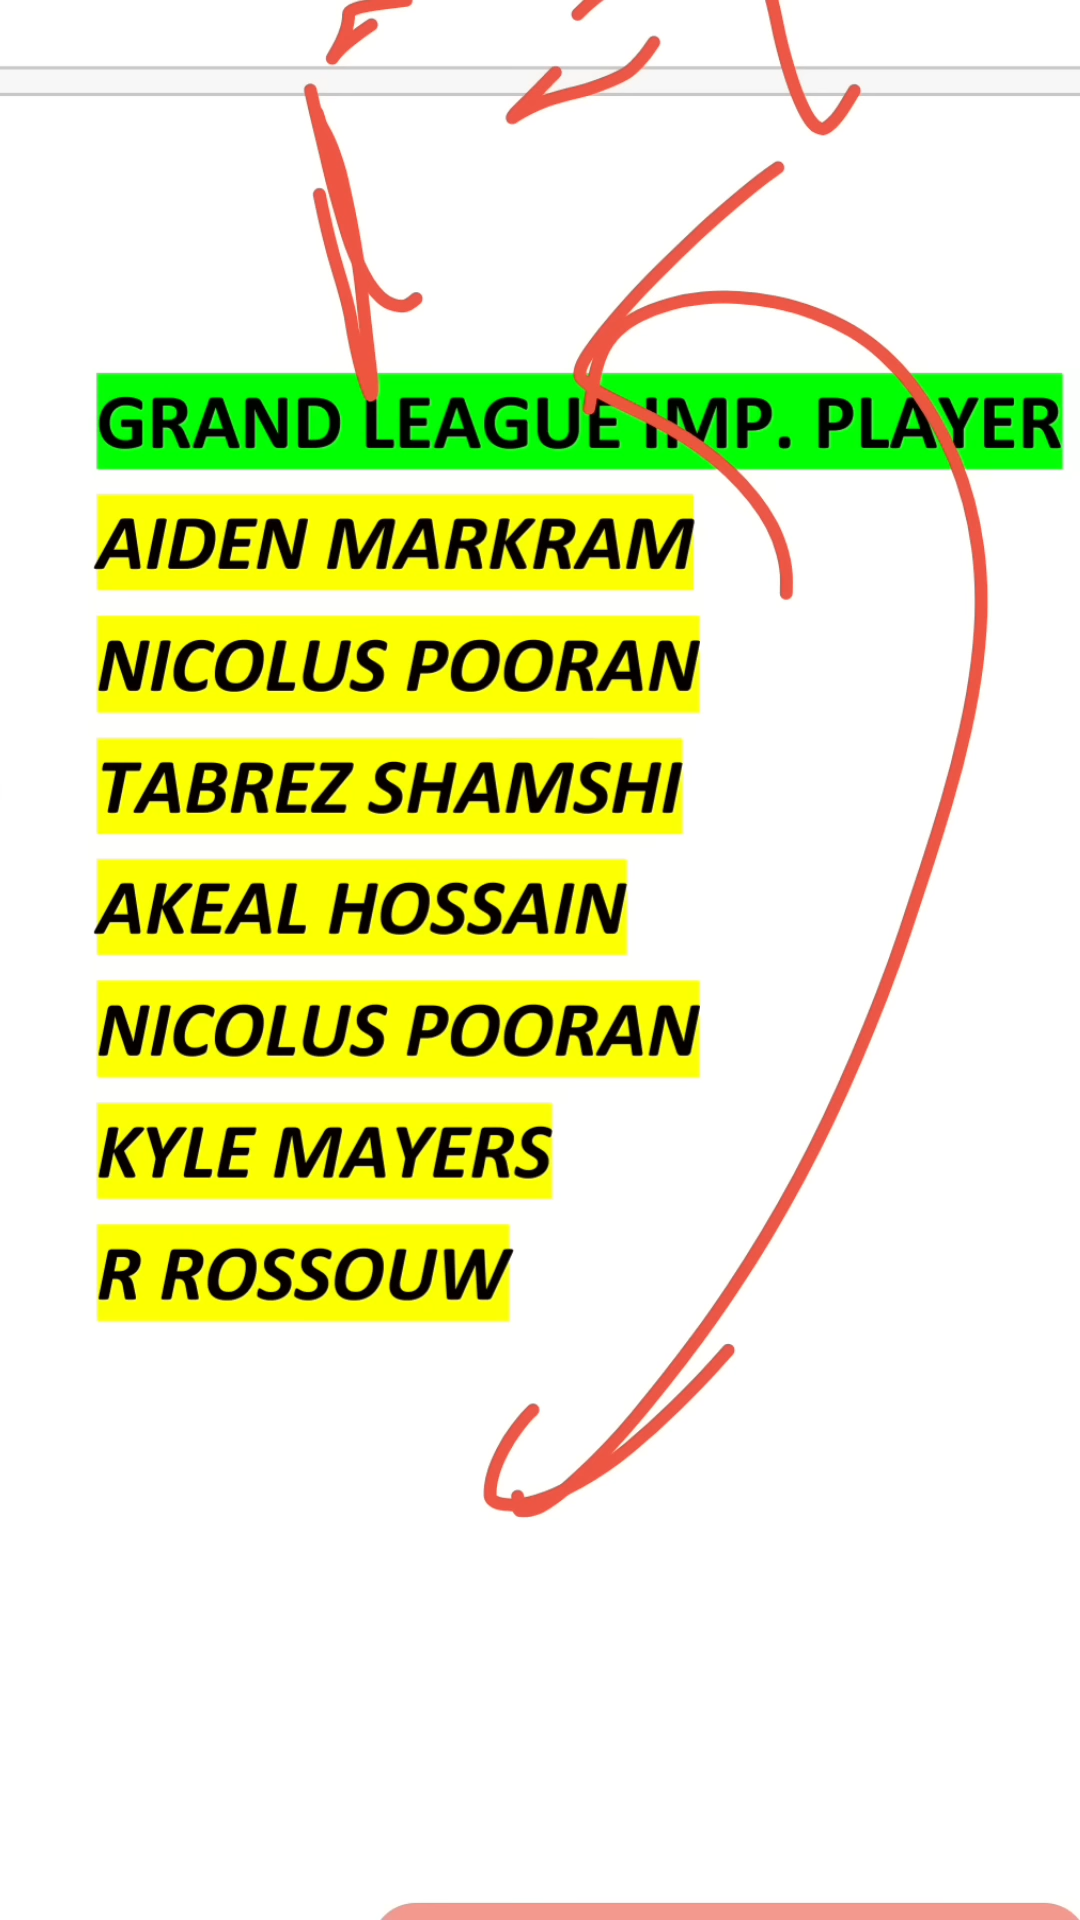 GRAND LEAGUE IMP. PLAYER
AIDEN MARKRAM
NICOLUS POORAN
TABREZ SHAMSHI
AKEAL HOSSAIN
NICOLUS POORAN
KYLE MAYERS
R ROSSOUW